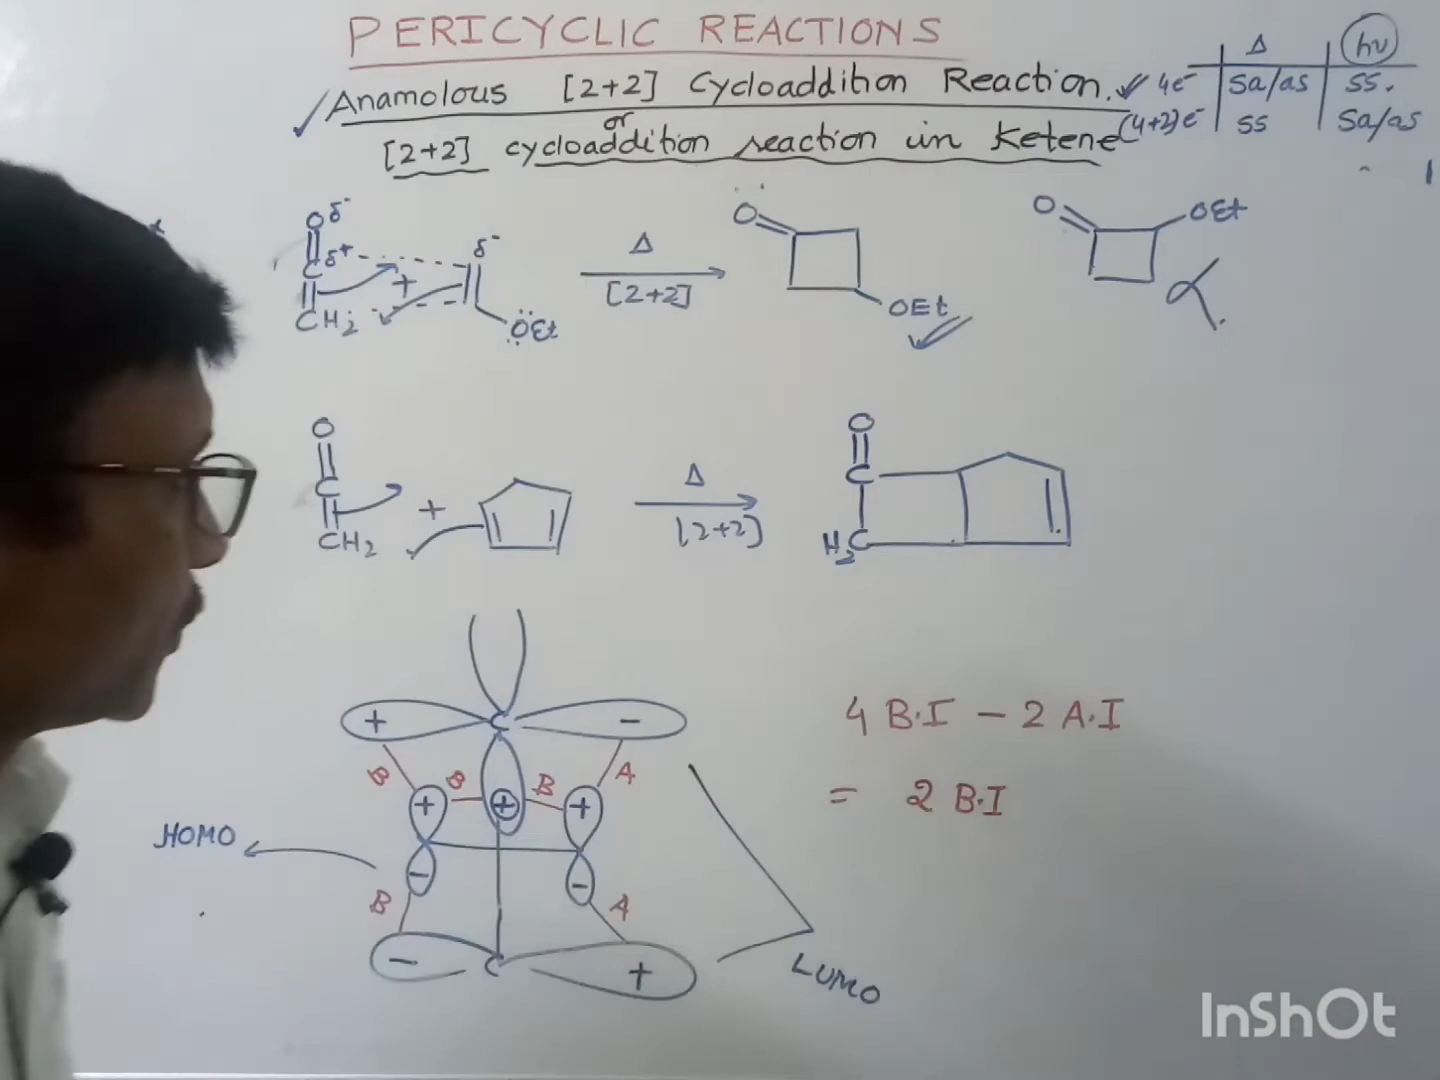 PERICYCLIC REACTIONS
Anamolous [2+2] Cycloaddition Reaction.
or
[2+2] cycloaddition reaction in Ketene
Δ hν
4e⁻ Sa/as SS.
(4+2)e⁻ SS Sa/as
O δ⁻
C δ⁺
CH₂
+
δ⁻
ÖEt
Δ
[2+2]
O
OEt
O
OEt
O
C
CH₂
+
Δ
[2+2]
O
C
H₂C
C
+ -
B B B A
+ + +
- -
B A
C
- +
HOMO
LUMO
4 B.I - 2 A.I
= 2 B.I
InShOt